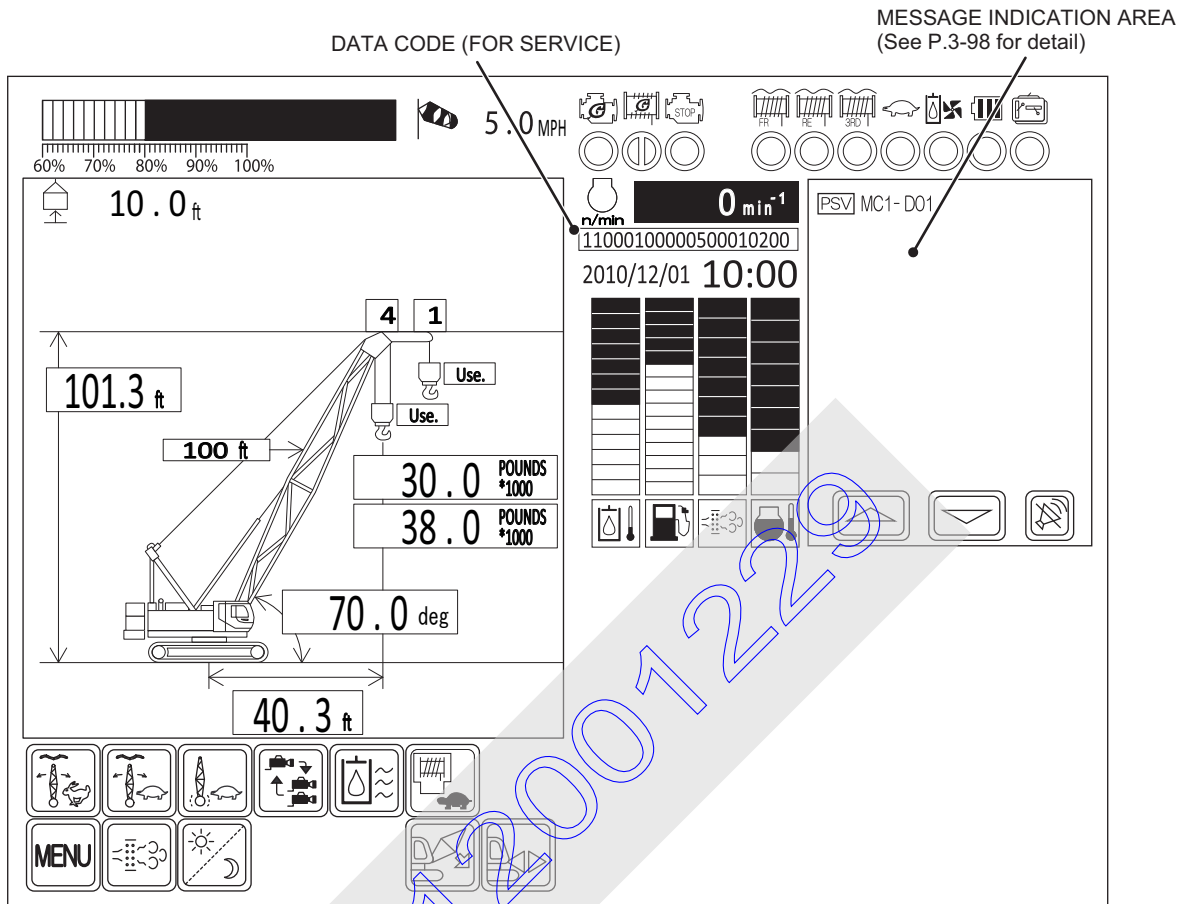 MESSAGE INDICATION AREA
(See P.3-98 for detail)
DATA CODE (FOR SERVICE)
5.0 MPH
STOP
FR
RE
3RD
60% 70% 80% 90% 100%
10.0 ft
0 min-1
n/min
11000100000500010200
2010/12/01 10:00
PSV MC1-D01
4 1
101.3 ft
Use.
Use.
100 ft
30.0 POUNDS *1000
38.0 POUNDS *1000
70.0 deg
40.3 ft
MENU
12001229